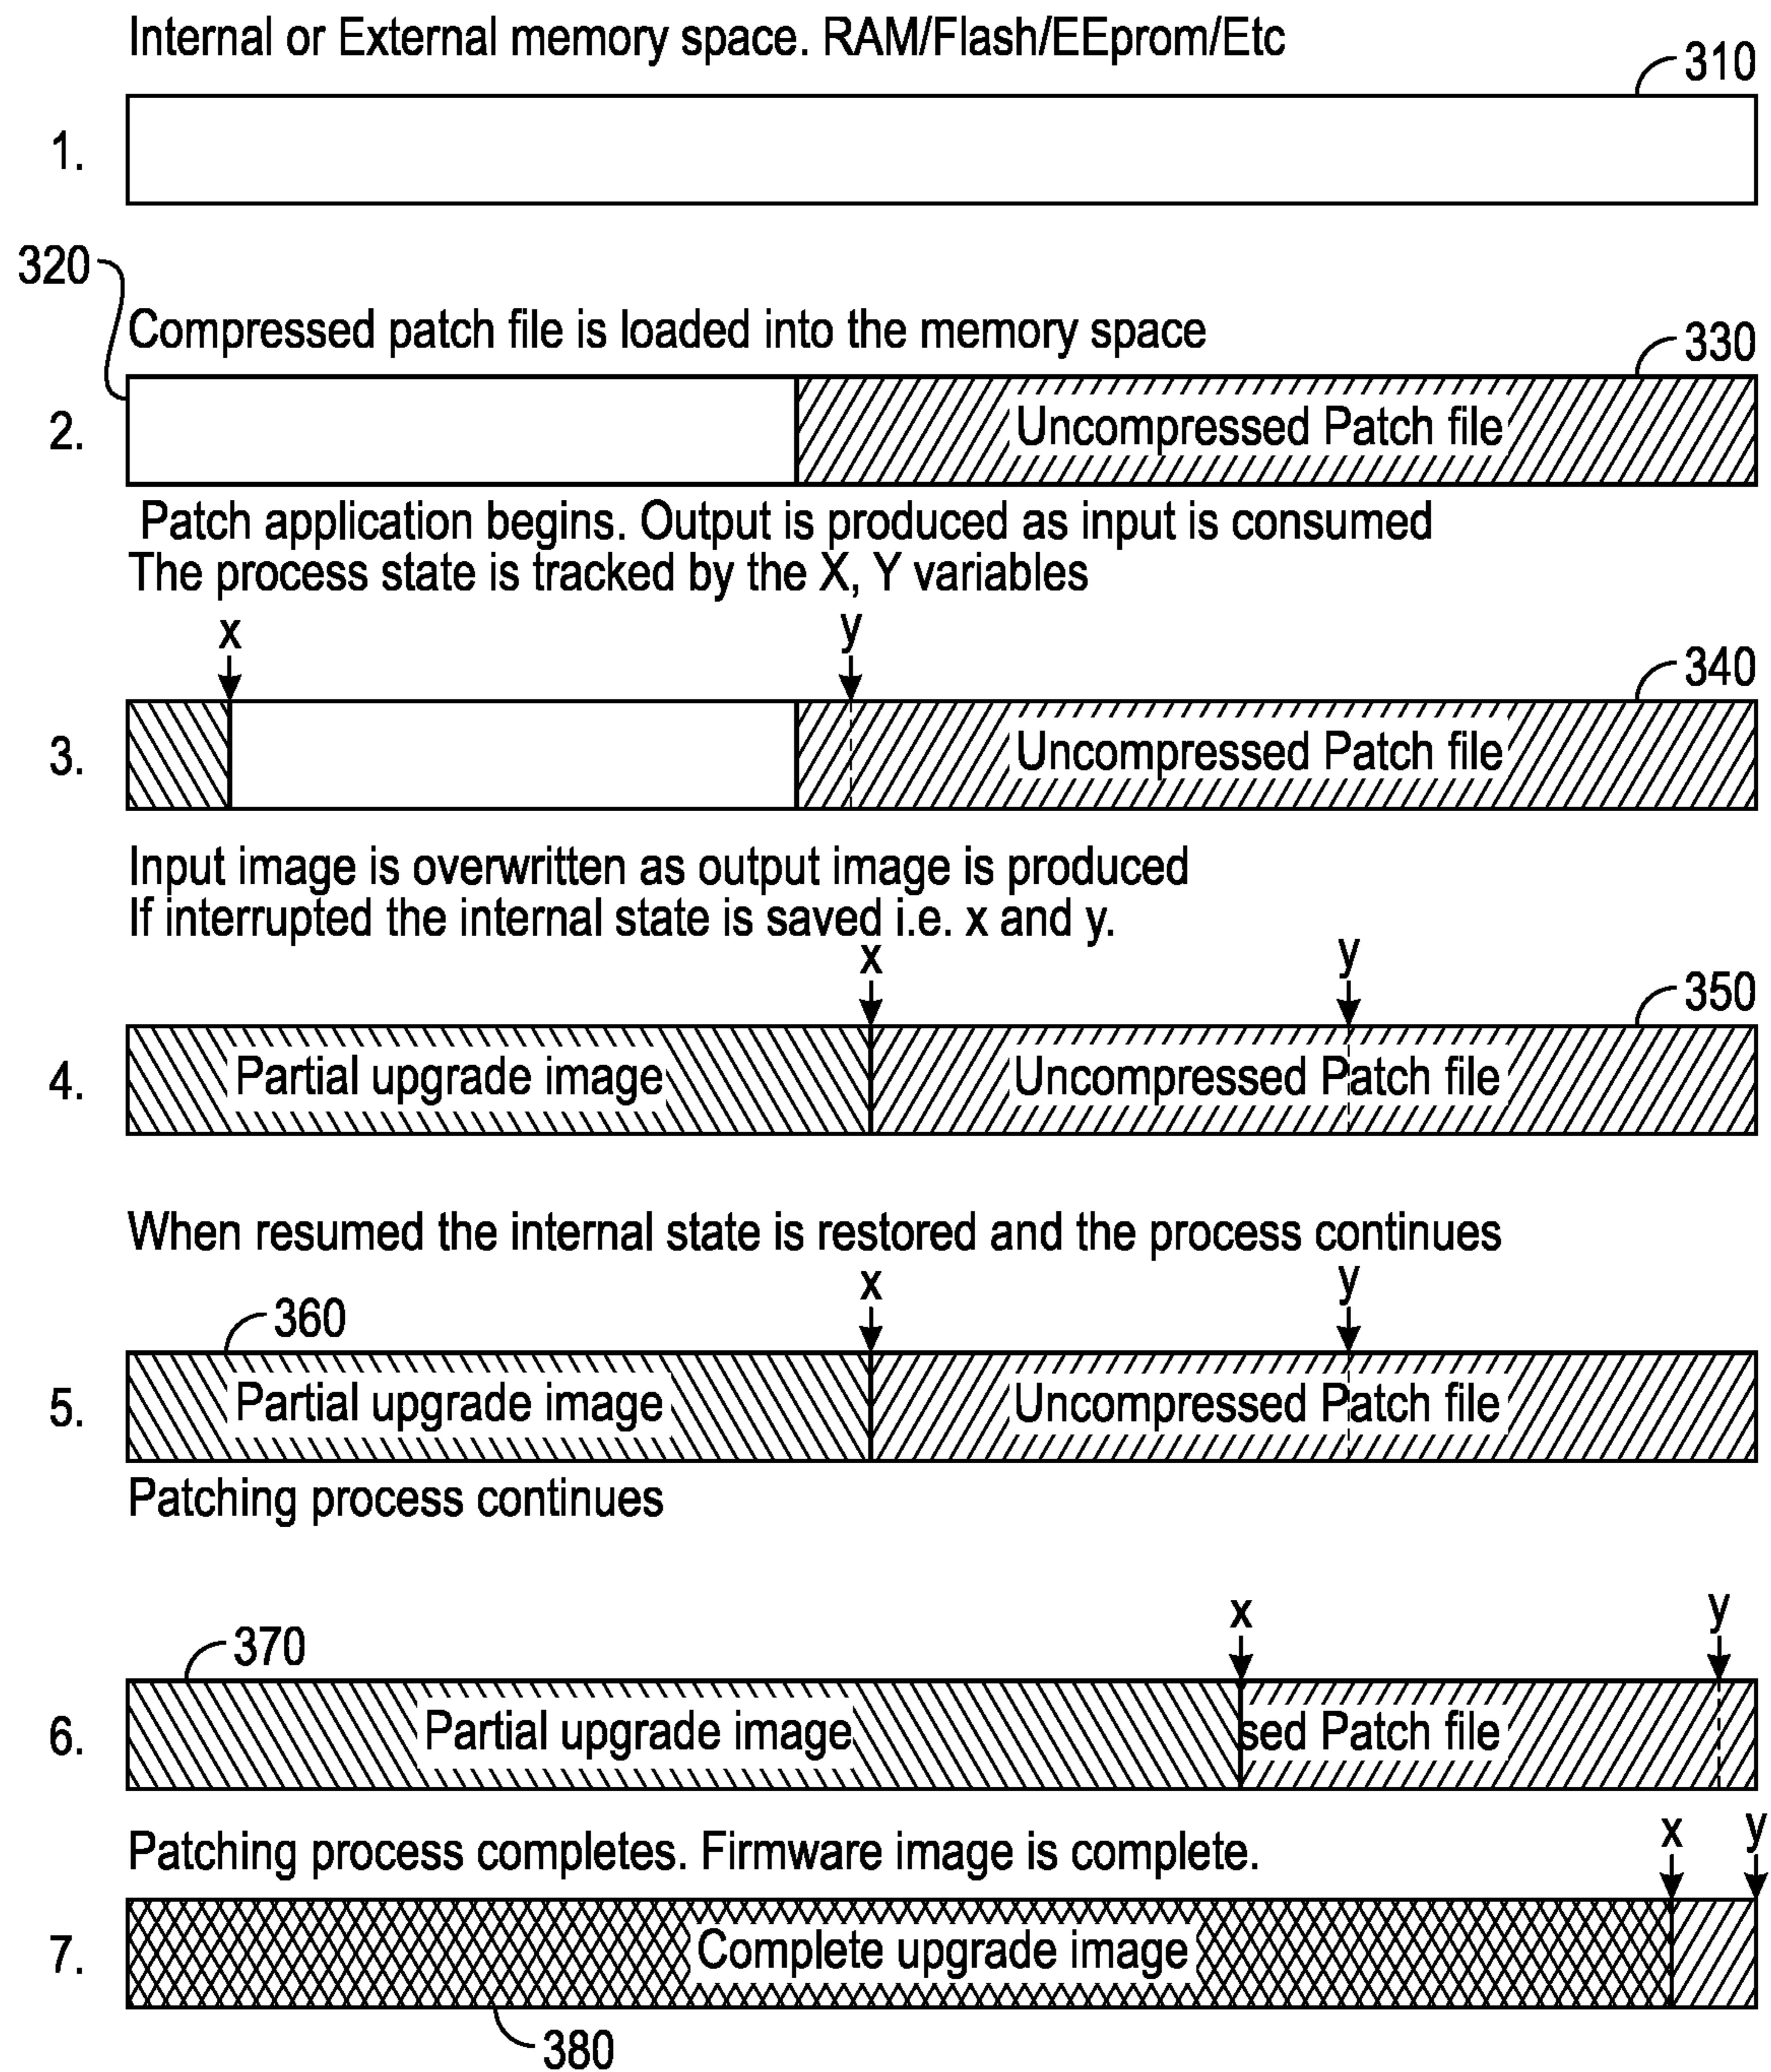 Internal or External memory space. RAM/Flash/EEprom/Etc
310
1.
320
Compressed patch file is loaded into the memory space
330
2.
Uncompressed Patch file
Patch application begins. Output is produced as input is consumed
The process state is tracked by the X, Y variables
x y
340
3.
Uncompressed Patch file
Input image is overwritten as output image is produced
If interrupted the internal state is saved i.e. x and y.
x y
350
4.
Partial upgrade image Uncompressed Patch file
When resumed the internal state is restored and the process continues
x y
360
5.
Partial upgrade image Uncompressed Patch file
Patching process continues
x y
370
6.
Partial upgrade image sed Patch file
Patching process completes. Firmware image is complete.
x y
7.
Complete upgrade image
380